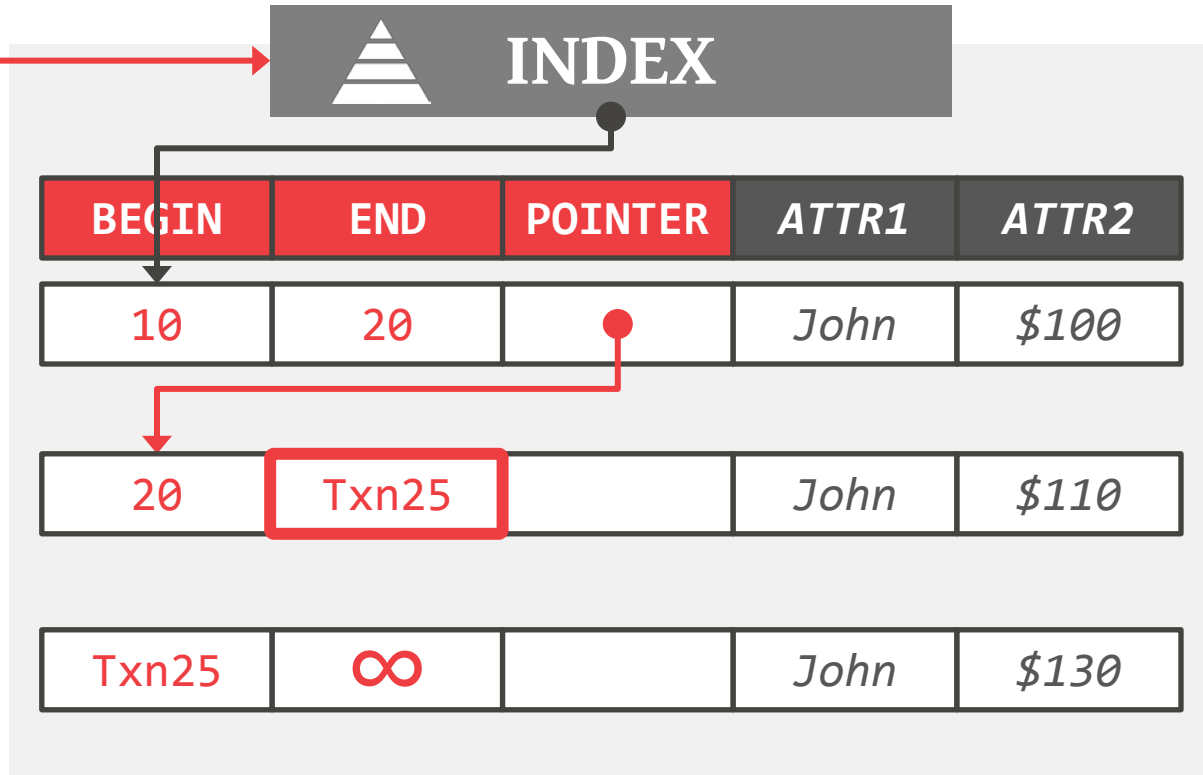 INDEX
BEGIN END POINTER ATTR1 ATTR2
10 20 John $100
20 Txn25 John $110
Txn25 ∞ John $130